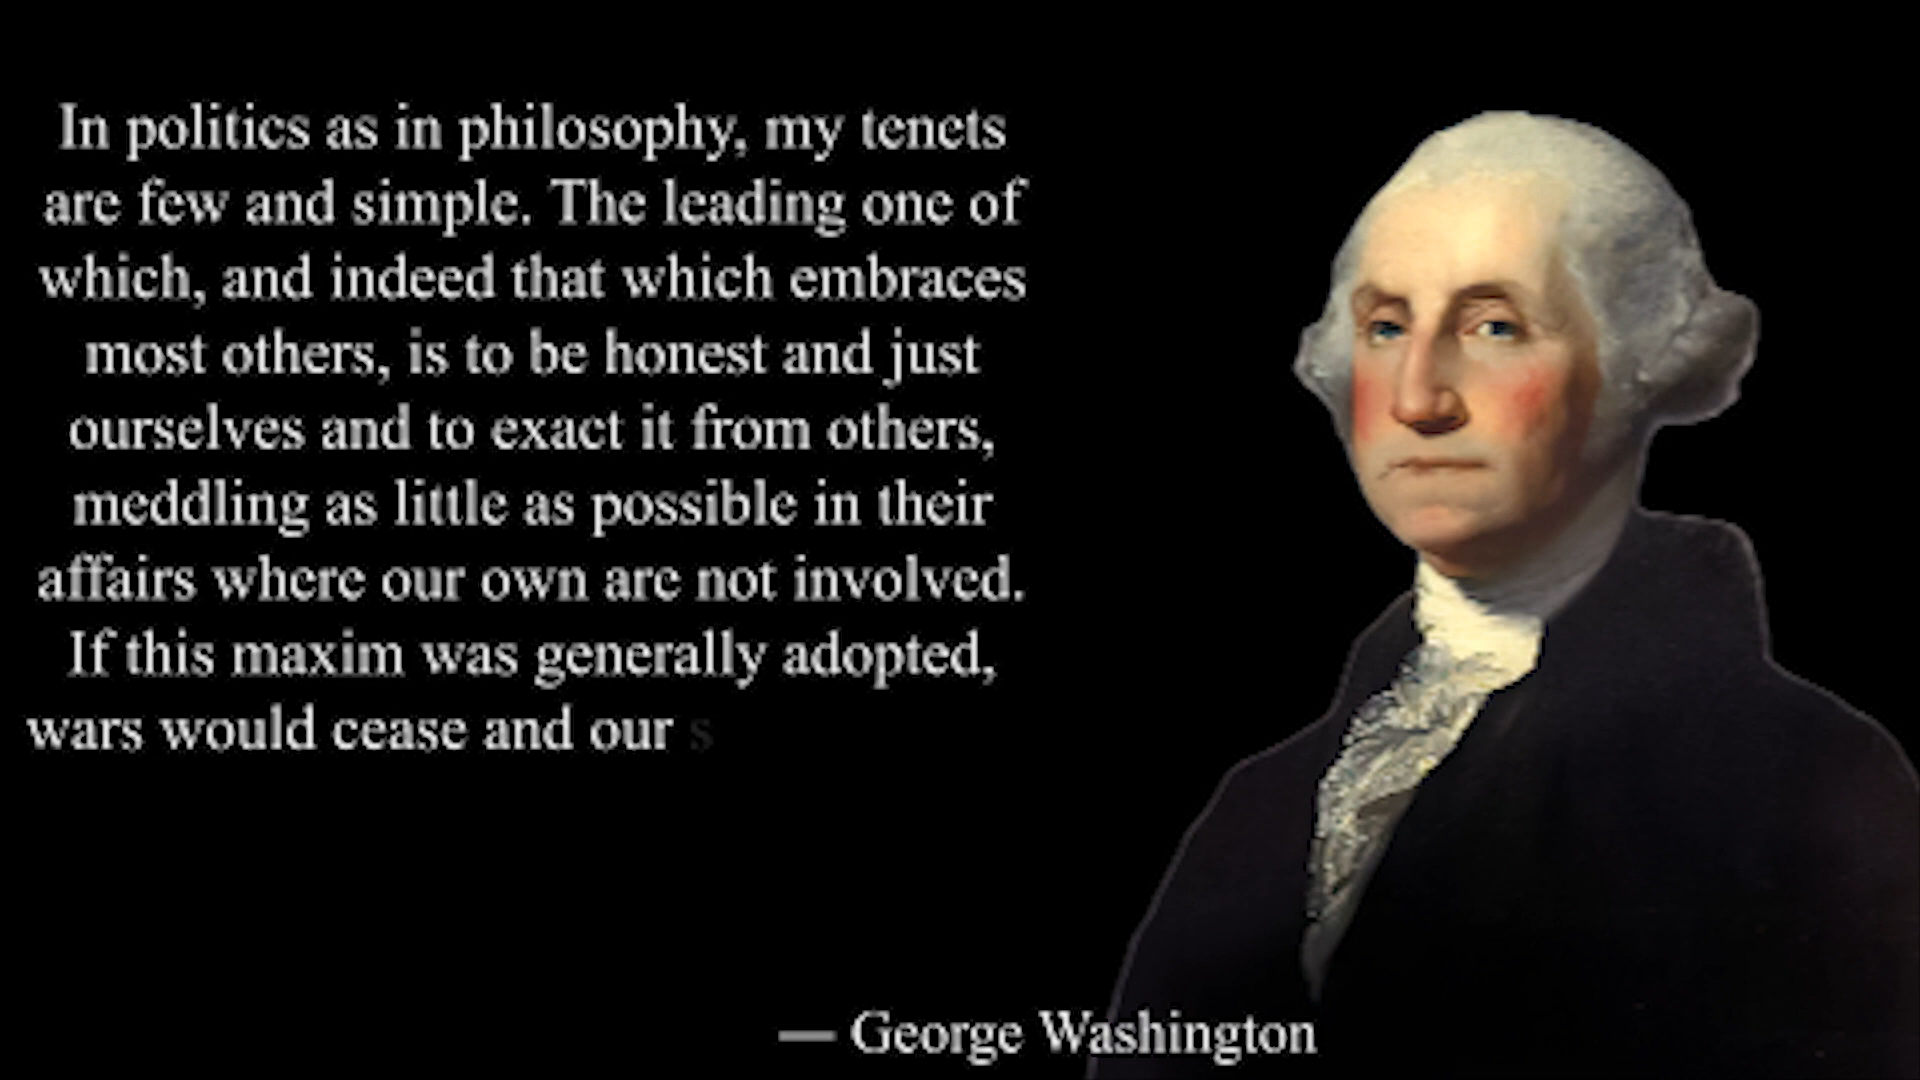 In politics as in philosophy, my tenets
are few and simple. The leading one of
which, and indeed that which embraces
most others, is to be honest and just
ourselves and to exact it from others,
meddling as little as possible in their
affairs where our own are not involved.
If this maxim was generally adopted,
wars would cease and our s
— George Washington